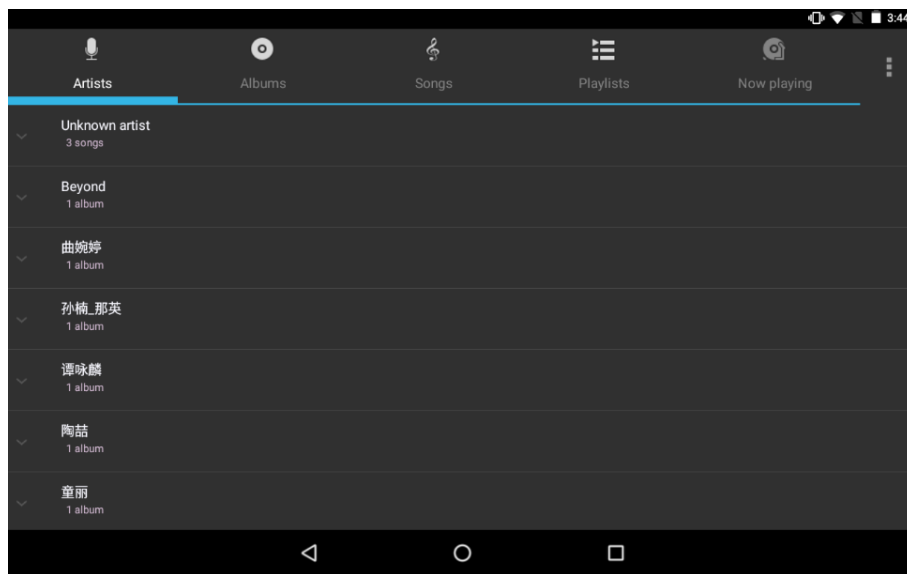 3:44
Artists
Albums
Songs
Playlists
Now playing
Unknown artist
3 songs
Beyond
1 album
曲婉婷
1 album
孙楠_那英
1 album
谭咏麟
1 album
陶喆
1 album
童丽
1 album